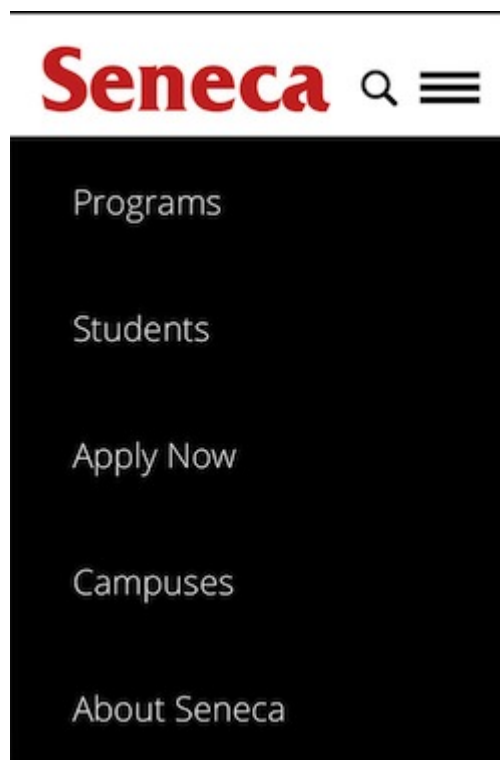 Seneca
Programs
Students
Apply Now
Campuses
About Seneca